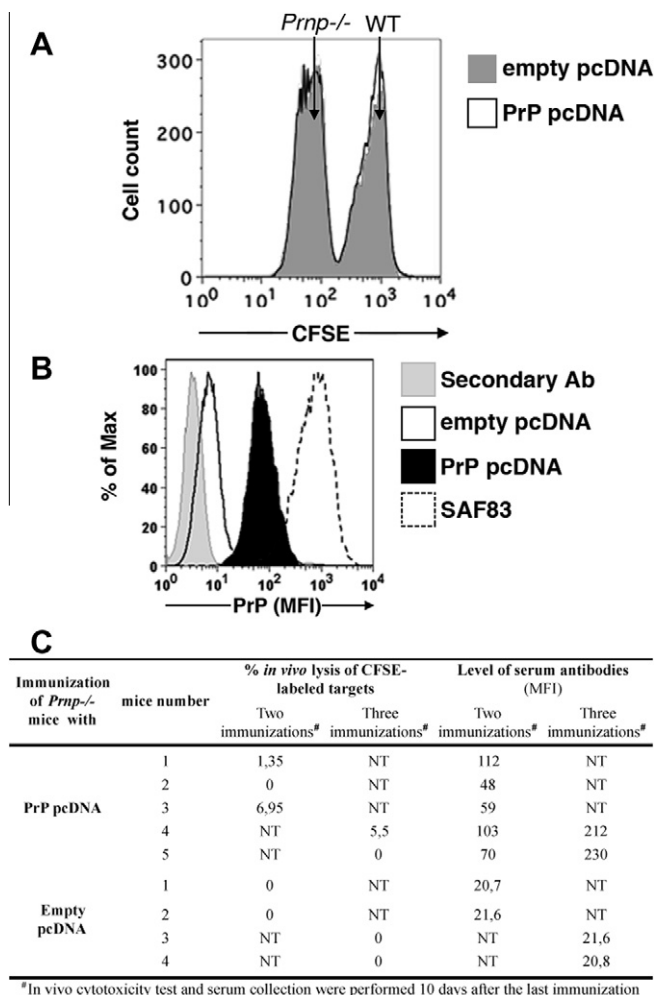 A
Prnp-/- WT
300
200
100
0
Cell count
10^0 10^1 10^2 10^3 10^4
CFSE
empty pcDNA
PrP pcDNA
B
100
80
60
40
20
0
% of Max
10^0 10^1 10^2 10^3 10^4
PrP (MFI)
Secondary Ab
empty pcDNA
PrP pcDNA
SAF83
C
Immunization of Prnp-/- mice with
mice number
% in vivo lysis of CFSE-labeled targets
Level of serum antibodies (MFI)
Two immunizations# Three immunizations# Two immunizations# Three immunizations#
PrP pcDNA
1 1,35 NT 112 NT
2 0 NT 48 NT
3 6,95 NT 59 NT
4 NT 5,5 103 212
5 NT 0 70 230
Empty pcDNA
1 0 NT 20,7 NT
2 0 NT 21,6 NT
3 NT 0 NT 21,6
4 NT 0 NT 20,8
#In vivo cytotoxicity test and serum collection were performed 10 days after the last immunization